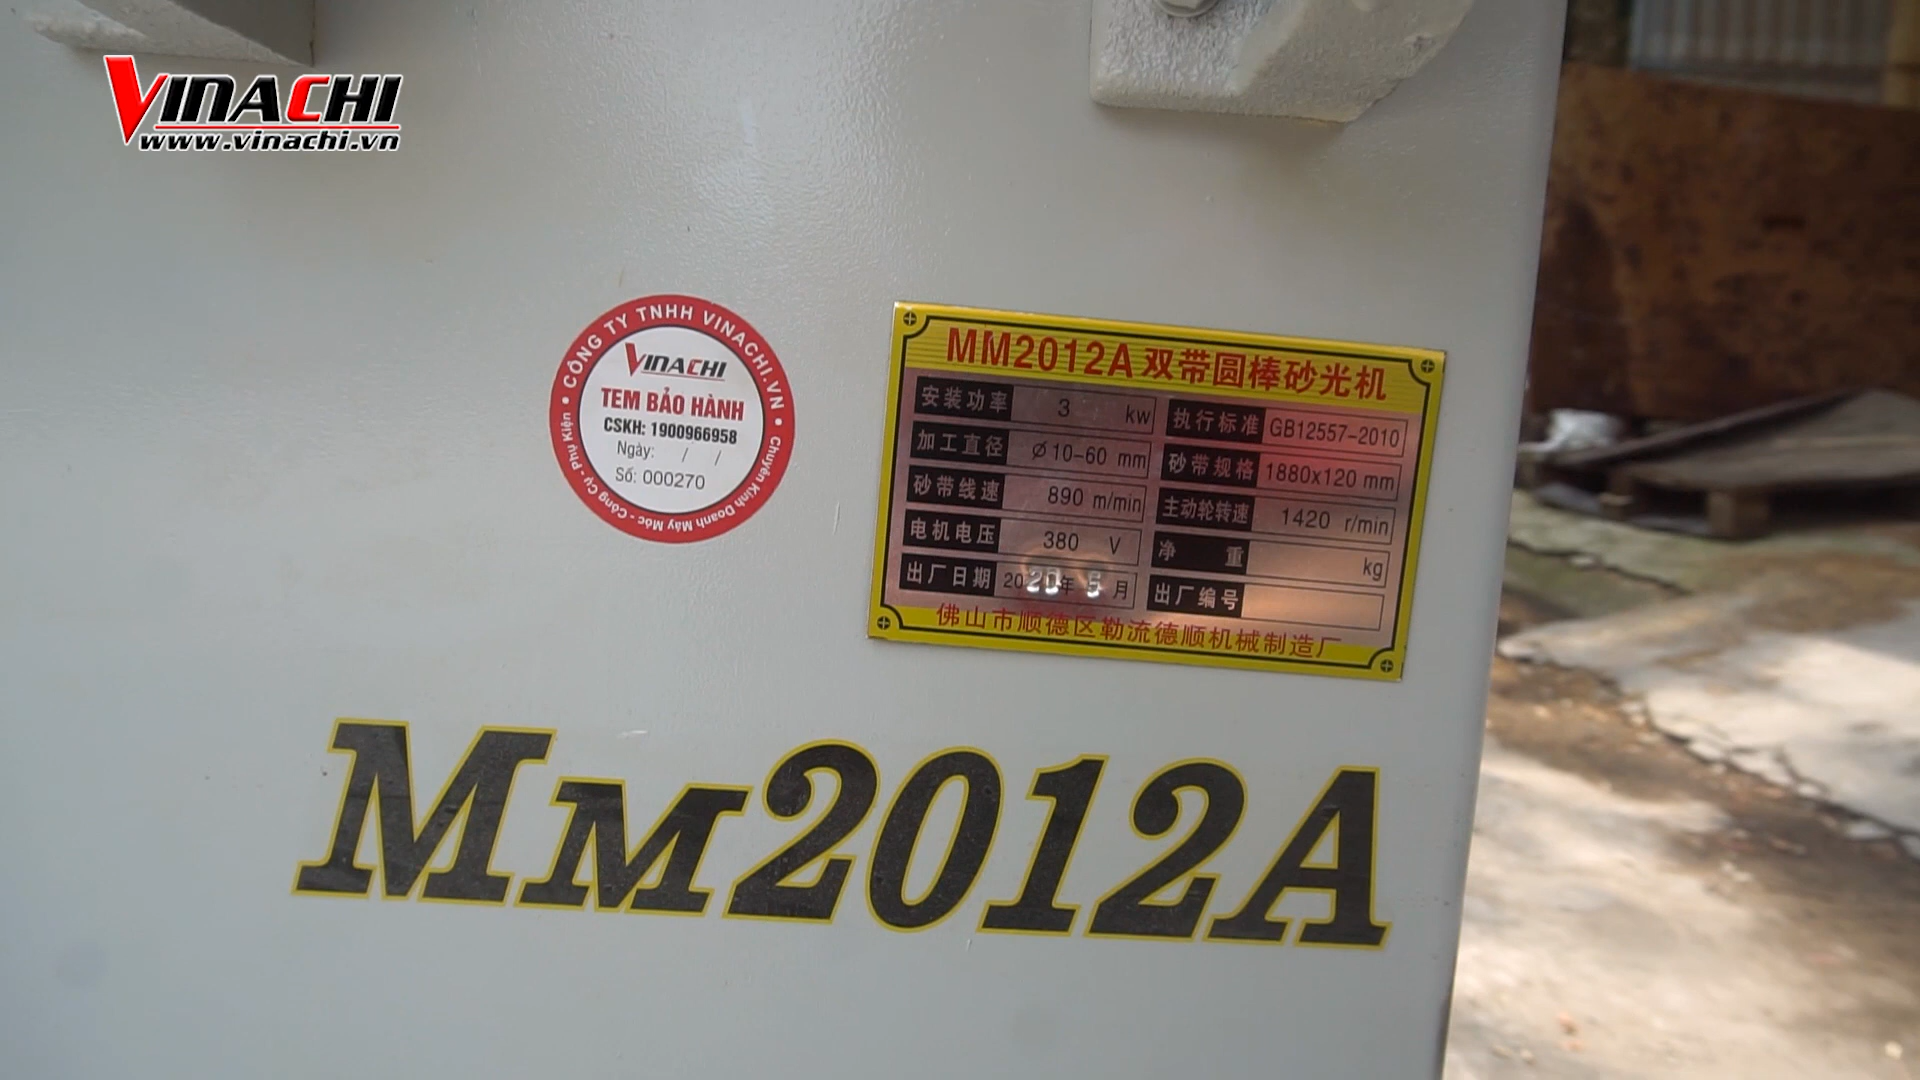 VINACHI
www.vinachi.vn
CÔNG TY TNHH VINACHI.VN
Chuyên Kinh Doanh Máy Móc - Công Cụ - Phụ Kiện
VINACHI
TEM BẢO HÀNH
CSKH: 1900966958
Ngày: / /
Số: 000270
MM2012A 双带圆棒砂光机
安装功率 3 kw 执行标准 GB12557-2010
加工直径 Ø10-60 mm 砂带规格 1880x120 mm
砂带线速 890 m/min 主动轮转速 1420 r/min
电机电压 380 V 净 重 kg
出厂日期 2020年 5月 出厂编号
佛山市顺德区勒流德顺机械制造厂
MM2012A